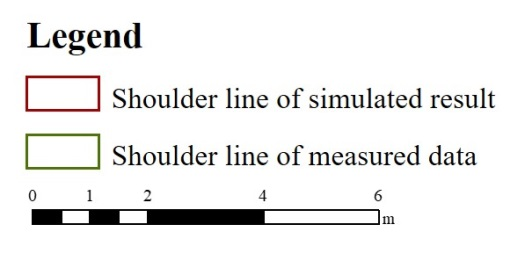 Legend
Shoulder line of simulated result
Shoulder line of measured data
0 1 2 4 6
m